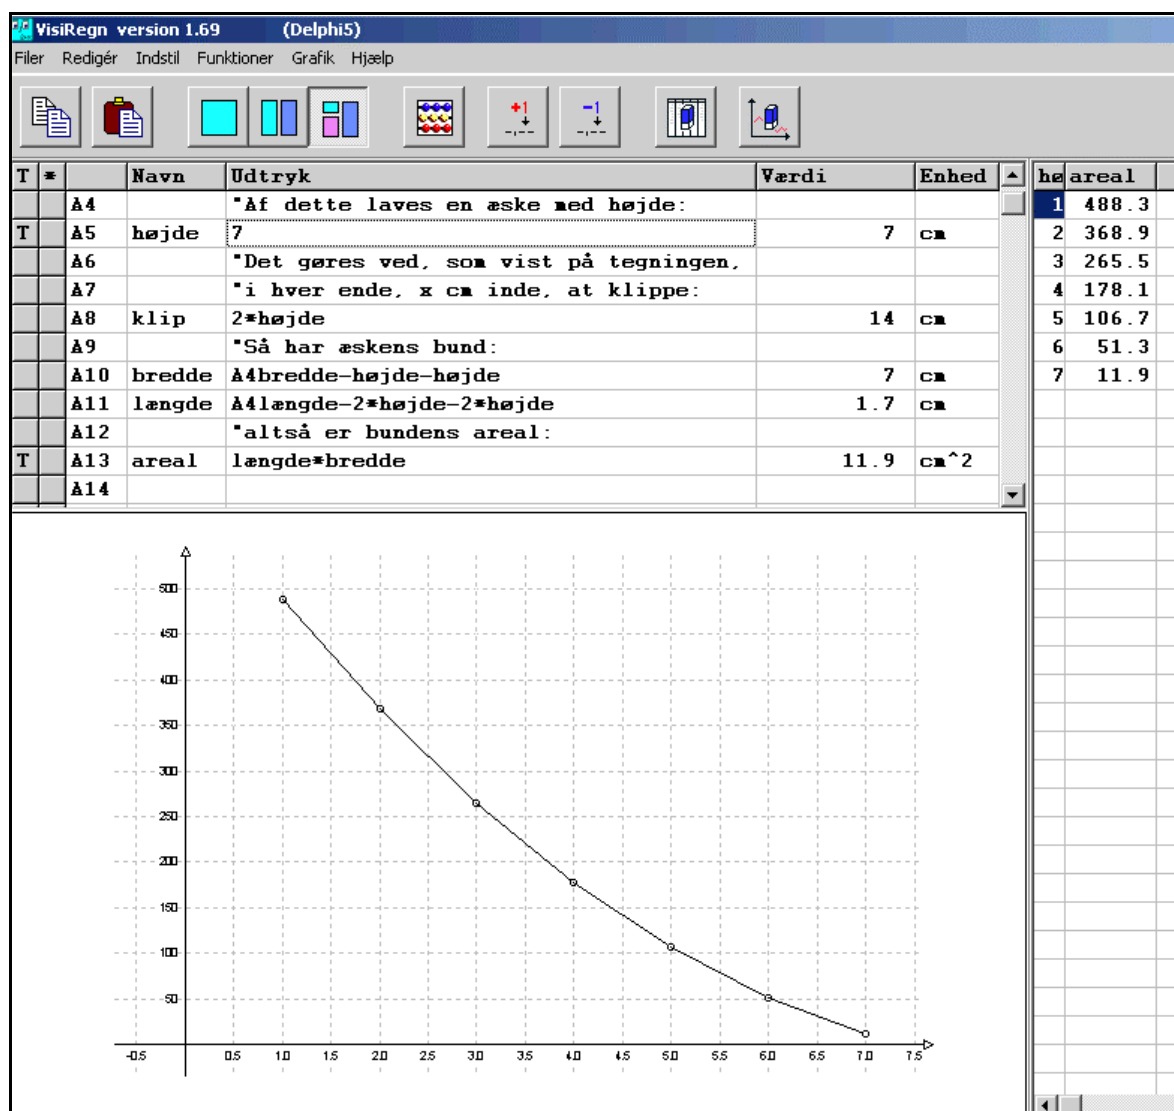 VisiRegn version 1.69 (Delphi5)
Filer Redigér Indstil Funktioner Grafik Hjælp
+1 -1
T * Navn Udtryk Værdi Enhed
A4 "Af dette laves en æske med højde:
T A5 højde 7 7 cm
A6 "Det gøres ved, som vist på tegningen,
A7 "i hver ende, x cm inde, at klippe:
A8 klip 2*højde 14 cm
A9 "Så har æskens bund:
A10 bredde A4bredde-højde-højde 7 cm
A11 længde A4længde-2*højde-2*højde 1.7 cm
A12 "altså er bundens areal:
T A13 areal længde*bredde 11.9 cm^2
A14
hø areal
1 488.3
2 368.9
3 265.5
4 178.1
5 106.7
6 51.3
7 11.9
500
450
400
350
300
250
200
150
100
50
-0.5 0.5 1.0 1.5 2.0 2.5 3.0 3.5 4.0 4.5 5.0 5.5 6.0 6.5 7.0 7.5